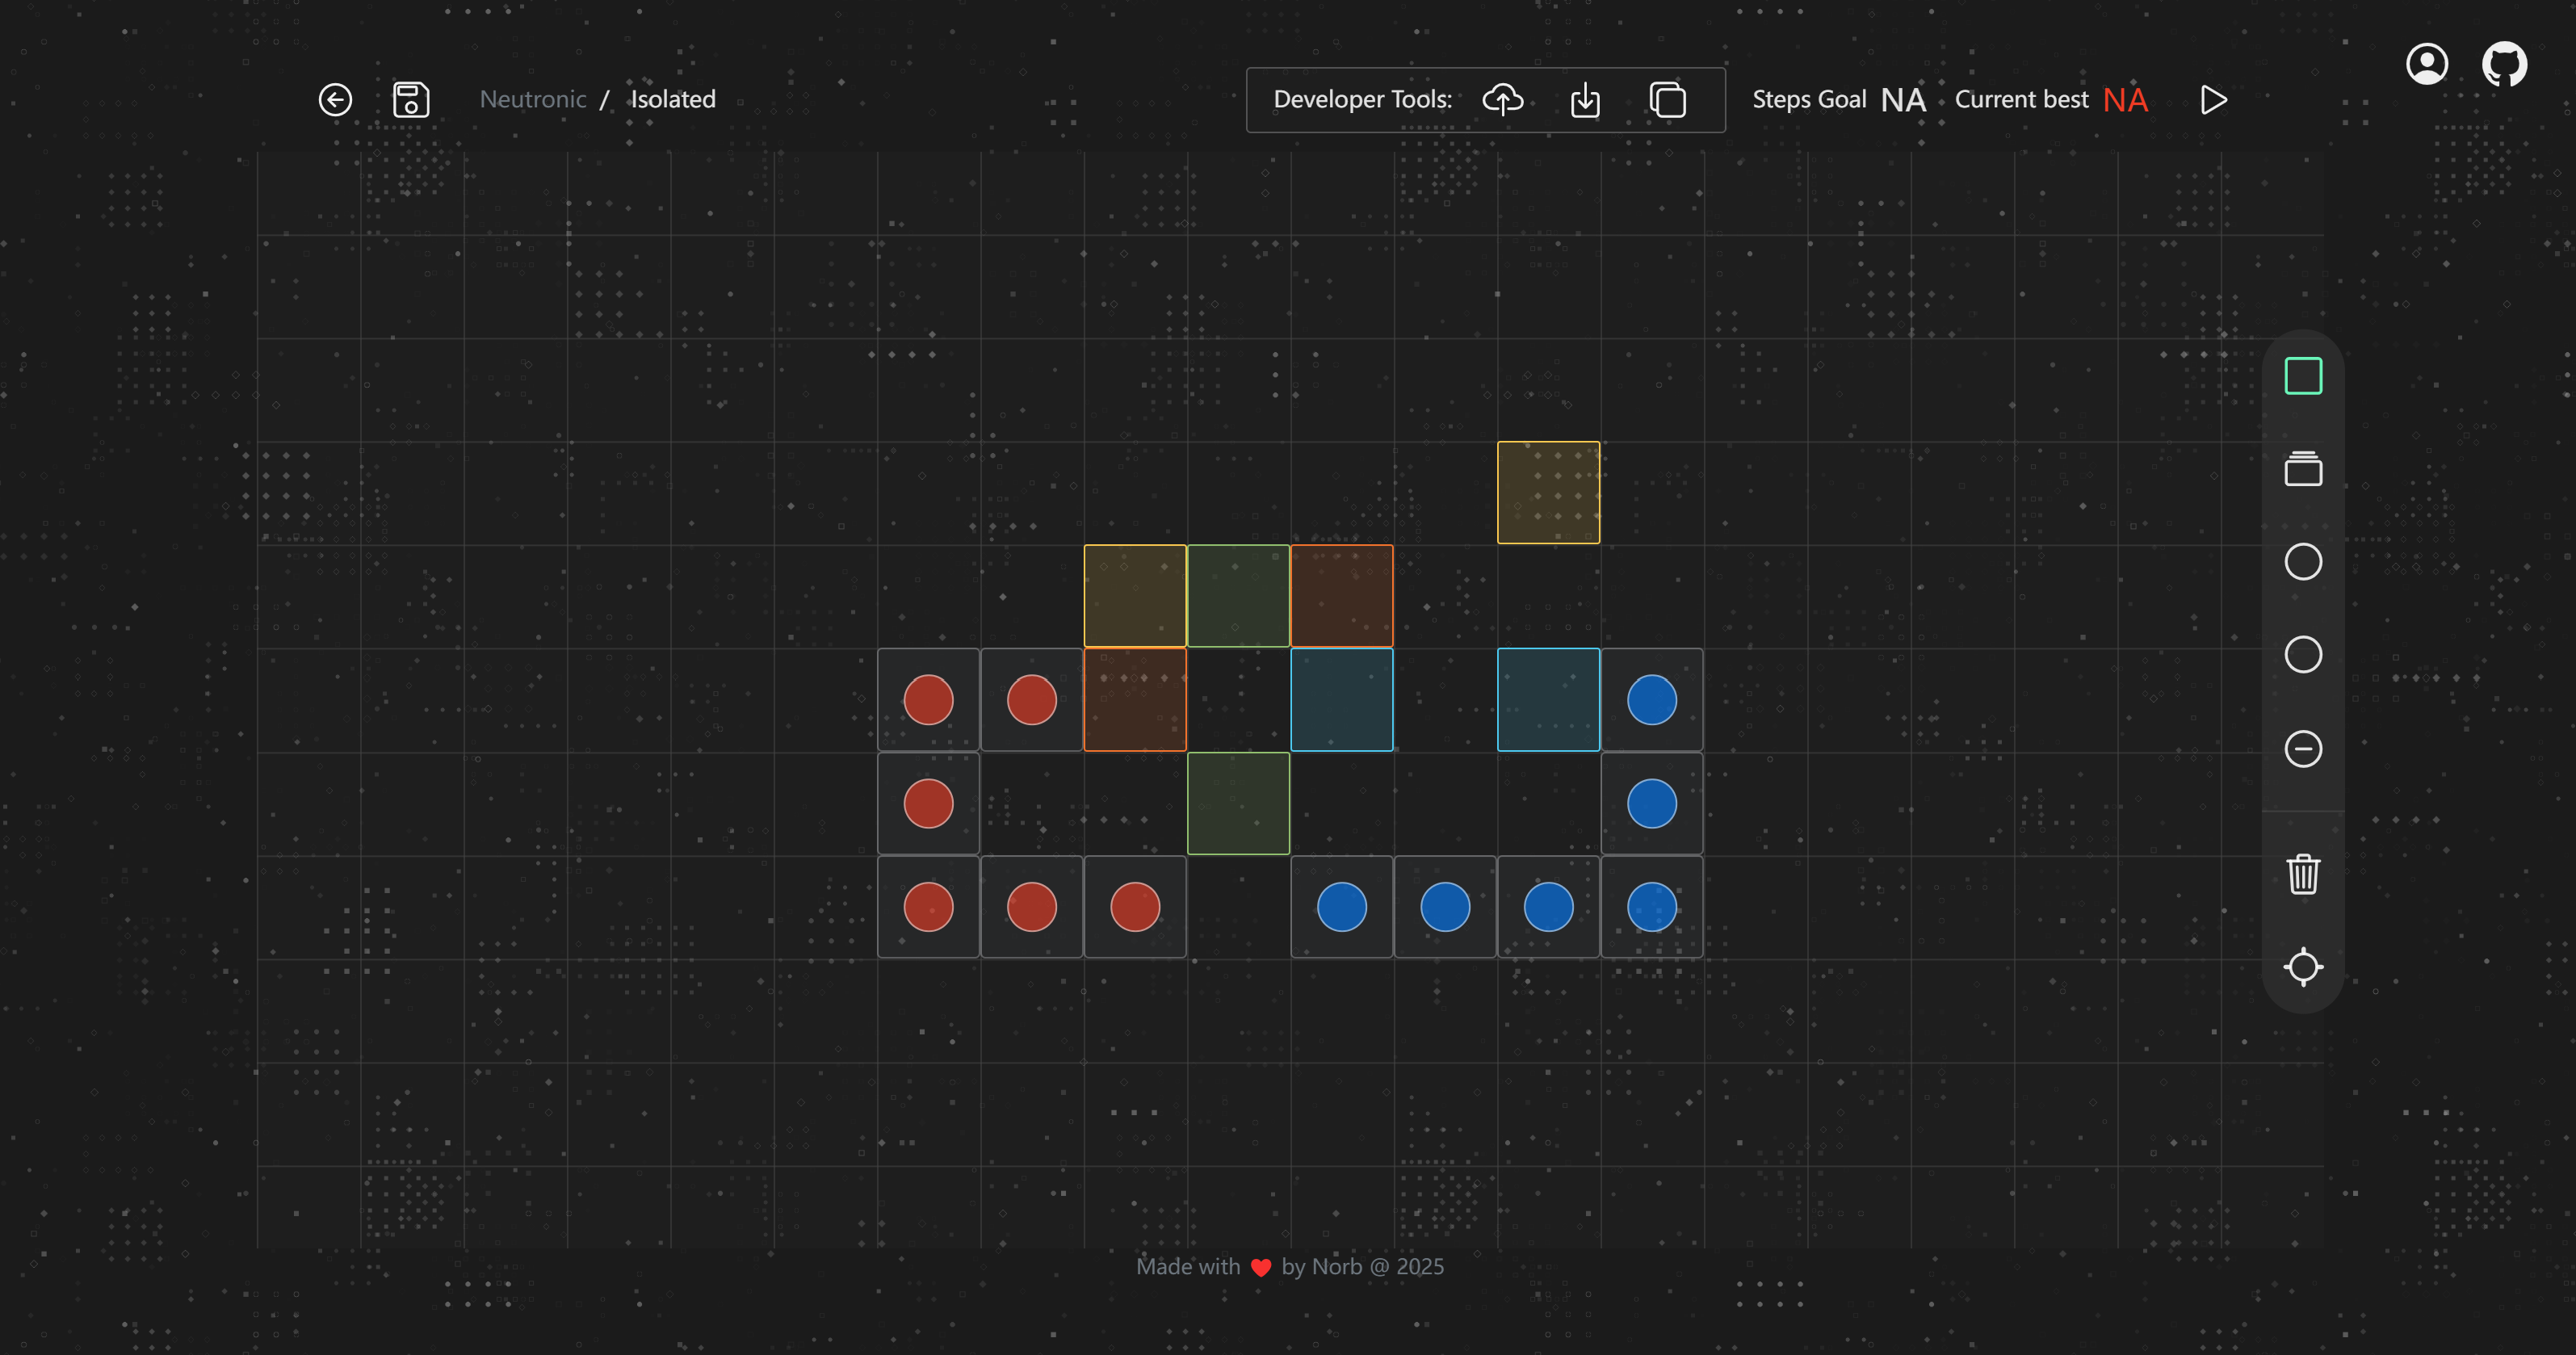 Neutronic / Isolated
Developer Tools:
Steps Goal NA Current best NA
Made with ❤ by Norb @ 2025